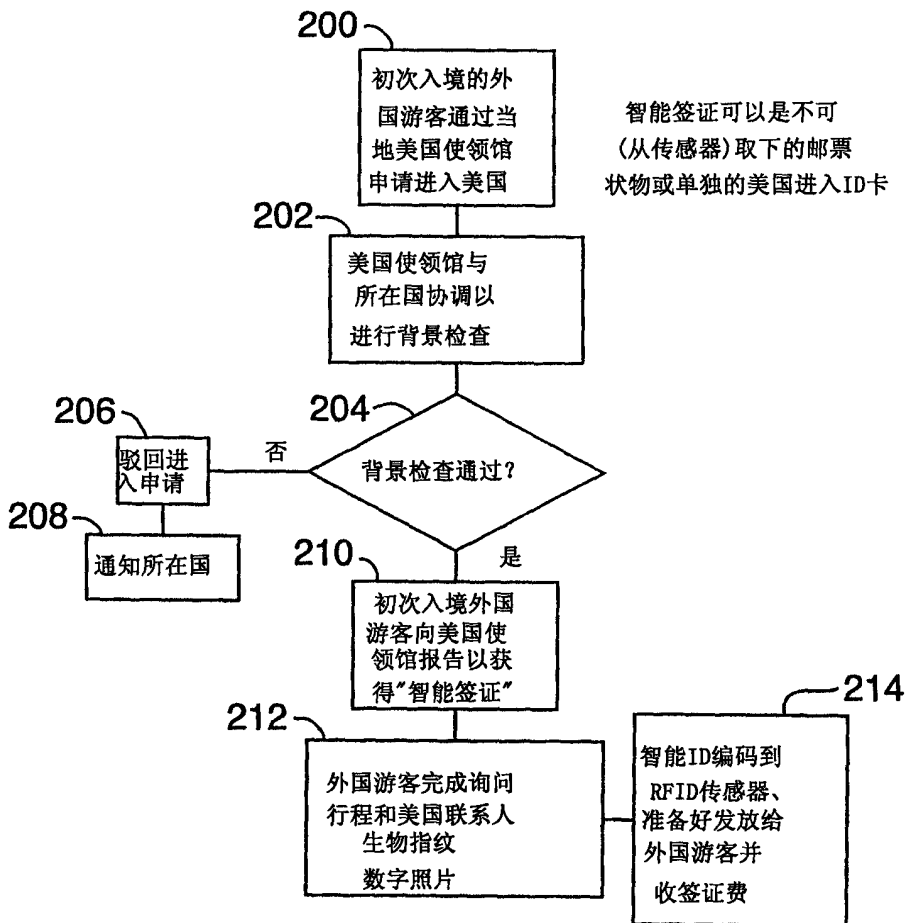 200
初次入境的外
国游客通过当
地美国使领馆
申请进入美国
智能签证可以是不可
(从传感器)取下的邮票
状物或单独的美国进入ID卡
202
美国使领馆与
所在国协调以
进行背景检查
204
背景检查通过?
否
206
驳回进
入申请
208
通知所在国
是
210
初次入境外国
游客向美国使
领馆报告以获
得"智能签证"
212
外国游客完成询问
行程和美国联系人
生物指纹
数字照片
214
智能ID编码到
RFID传感器、
准备好发放给
外国游客并
收签证费